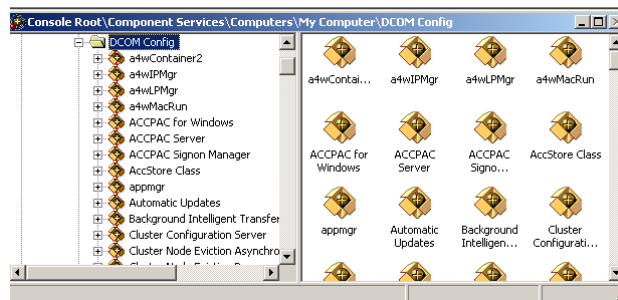 Console Root\Component Services\Computers\My Computer\DCOM Config
DCOM Config
a4wContainer2
a4wIPMgr
a4wLPMgr
a4wMacRun
ACCPAC for Windows
ACCPAC Server
ACCPAC Signon Manager
AccStore Class
appmgr
Automatic Updates
Background Intelligent Transfer
Cluster Configuration Server
Cluster Node Eviction Asynchro
a4wContai...
a4wIPMgr
a4wLPMgr
a4wMacRun
ACCPAC for
Windows
ACCPAC
Server
ACCPAC
Signo...
AccStore Class
appmgr
Automatic
Updates
Background
Intelligen...
Cluster
Configurati...